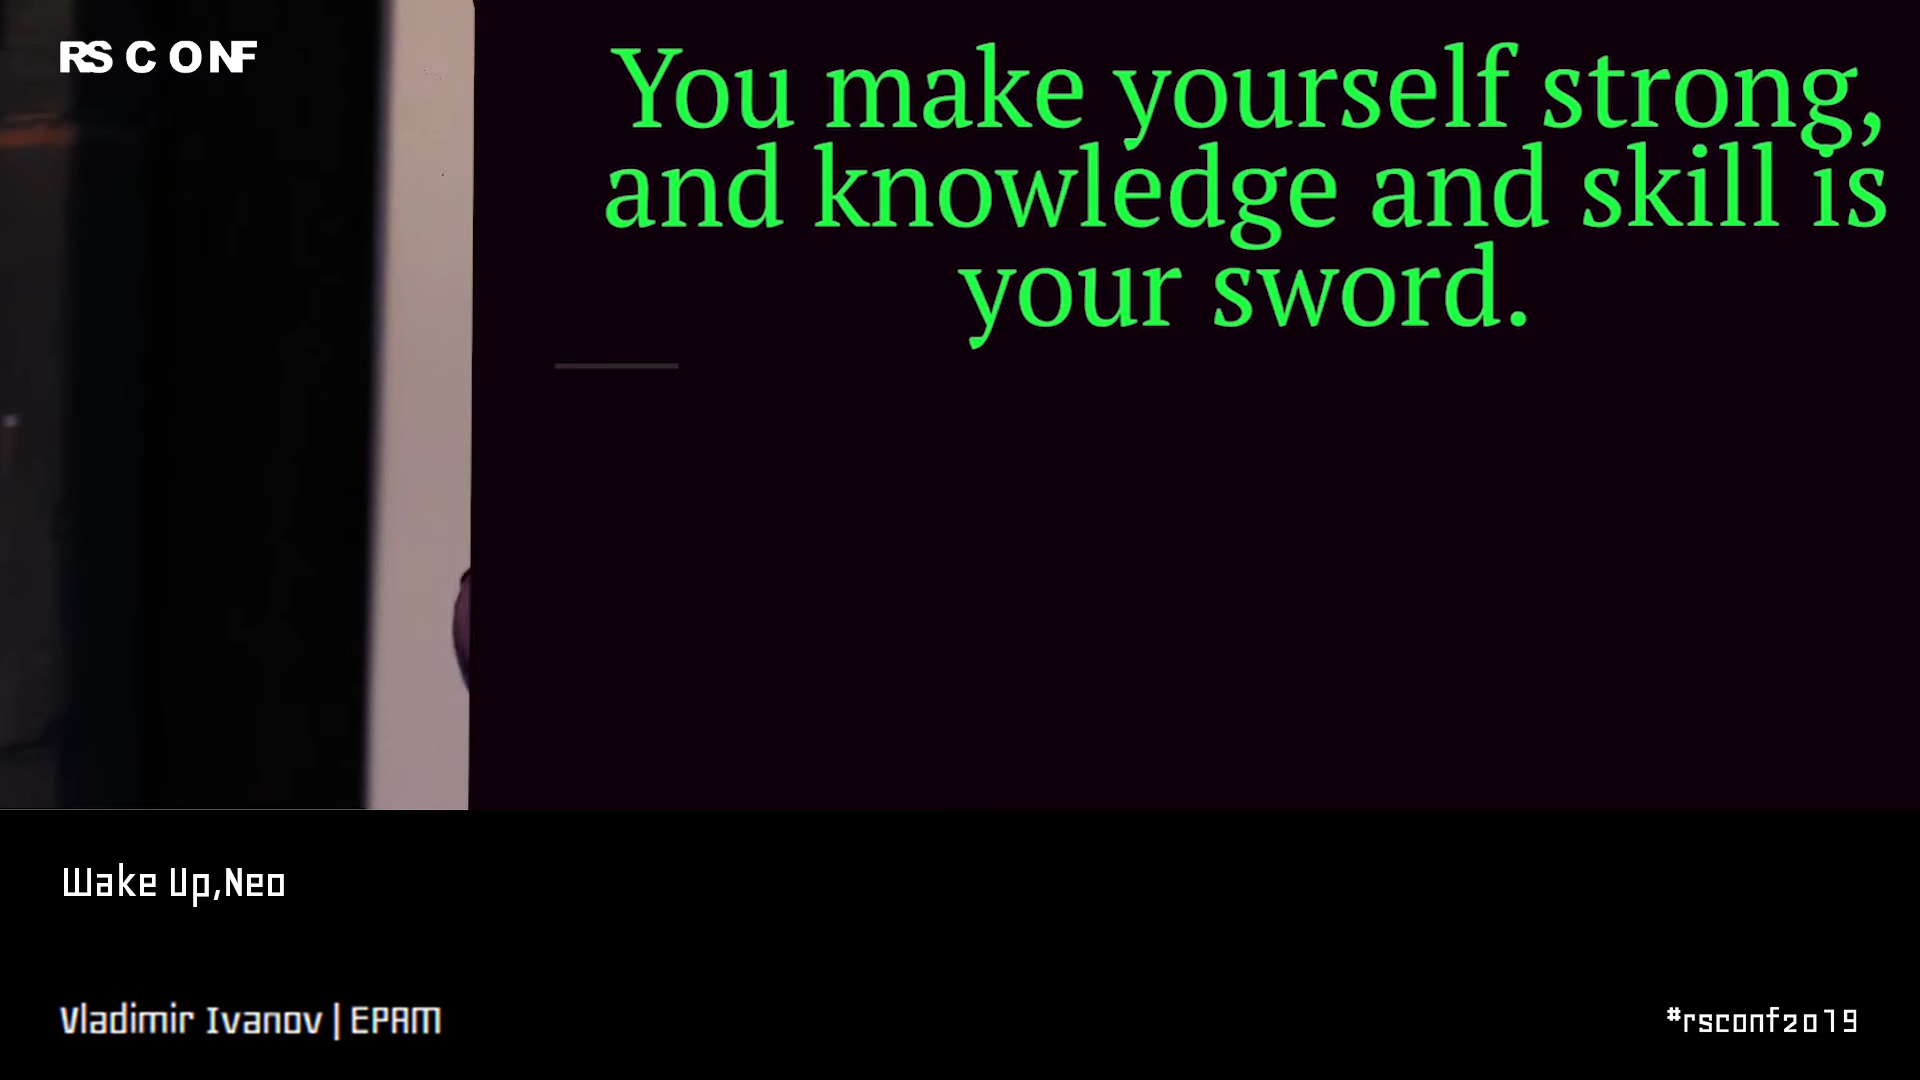 RS CONF
You make yourself strong,
and knowledge and skill is
your sword.
Wake Up,Neo
Vladimir Ivanov | EPAM
#rsconf2019